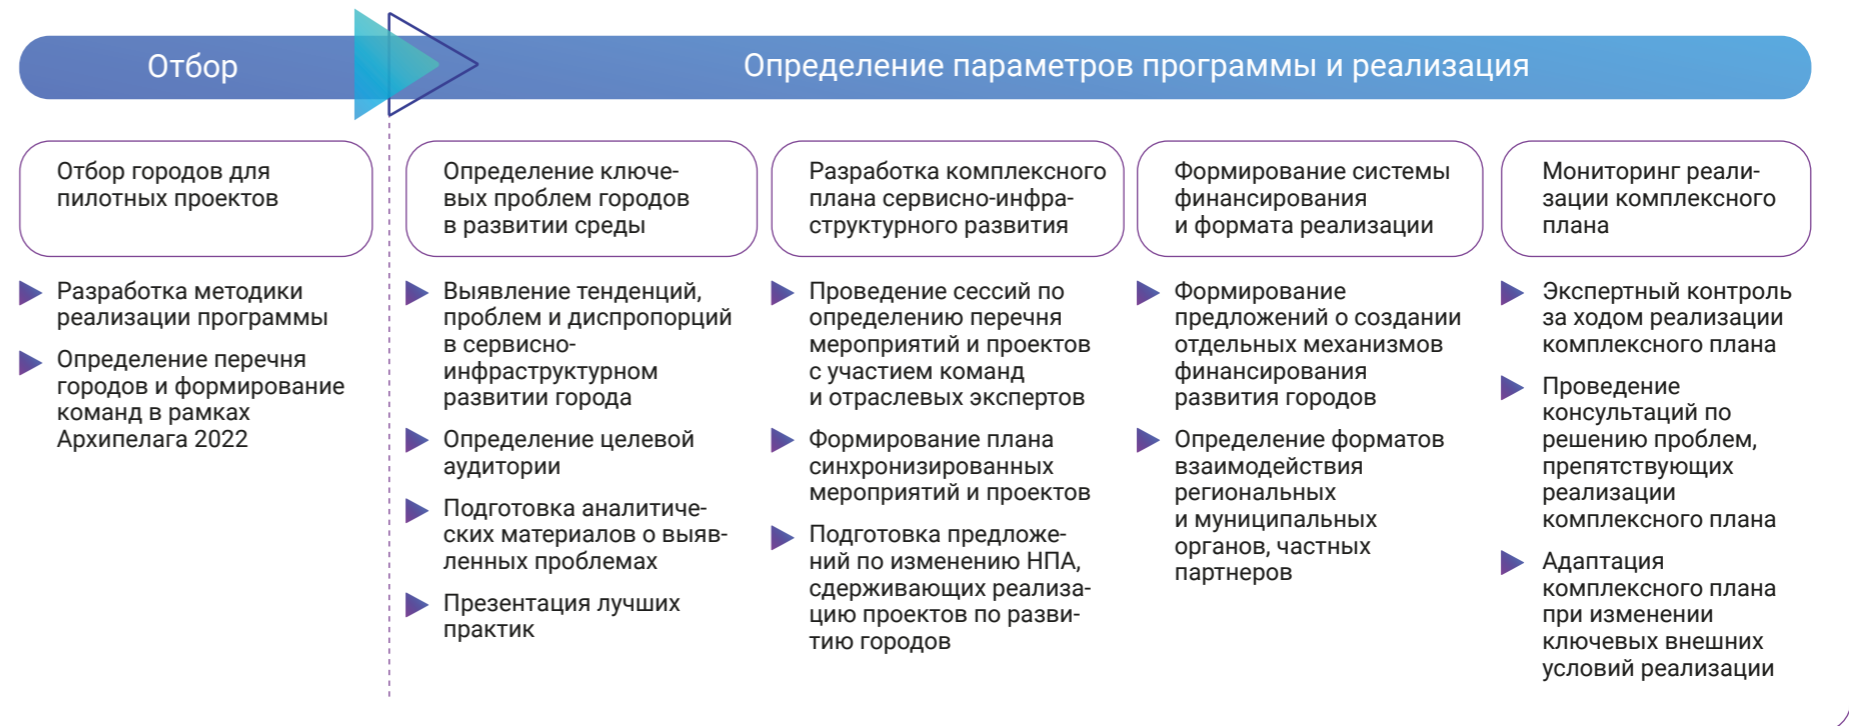 Отбор
Определение параметров программы и реализация
Отбор городов для
пилотных проектов
Разработка методики
реализации программы
Определение перечня
городов и формирование
команд в рамках
Архипелага 2022
Определение ключе-
вых проблем городов
в развитии среды
Выявление тенденций,
проблем и диспропорций
в сервисно-
инфраструктурном
развитии города
Определение целевой
аудитории
Подготовка аналитиче-
ских материалов о выяв-
ленных проблемах
Презентация лучших
практик
Разработка комплексного
плана сервисно-инфра-
структурного развития
Проведение сессий по
определению перечня
мероприятий и проектов
с участием команд
и отраслевых экспертов
Формирование плана
синхронизированных
мероприятий и проектов
Подготовка предложе-
ний по изменению НПА,
сдерживающих реализа-
цию проектов по разви-
тию городов
Формирование системы
финансирования
и формата реализации
Формирование
предложений о создании
отдельных механизмов
финансирования
развития городов
Определение форматов
взаимодействия
региональных
и муниципальных
органов, частных
партнеров
Мониторинг реали-
зации комплексного
плана
Экспертный контроль
за ходом реализации
комплексного плана
Проведение
консультаций по
решению проблем,
препятствующих
реализации
комплексного плана
Адаптация
комплексного плана
при изменении
ключевых внешних
условий реализации